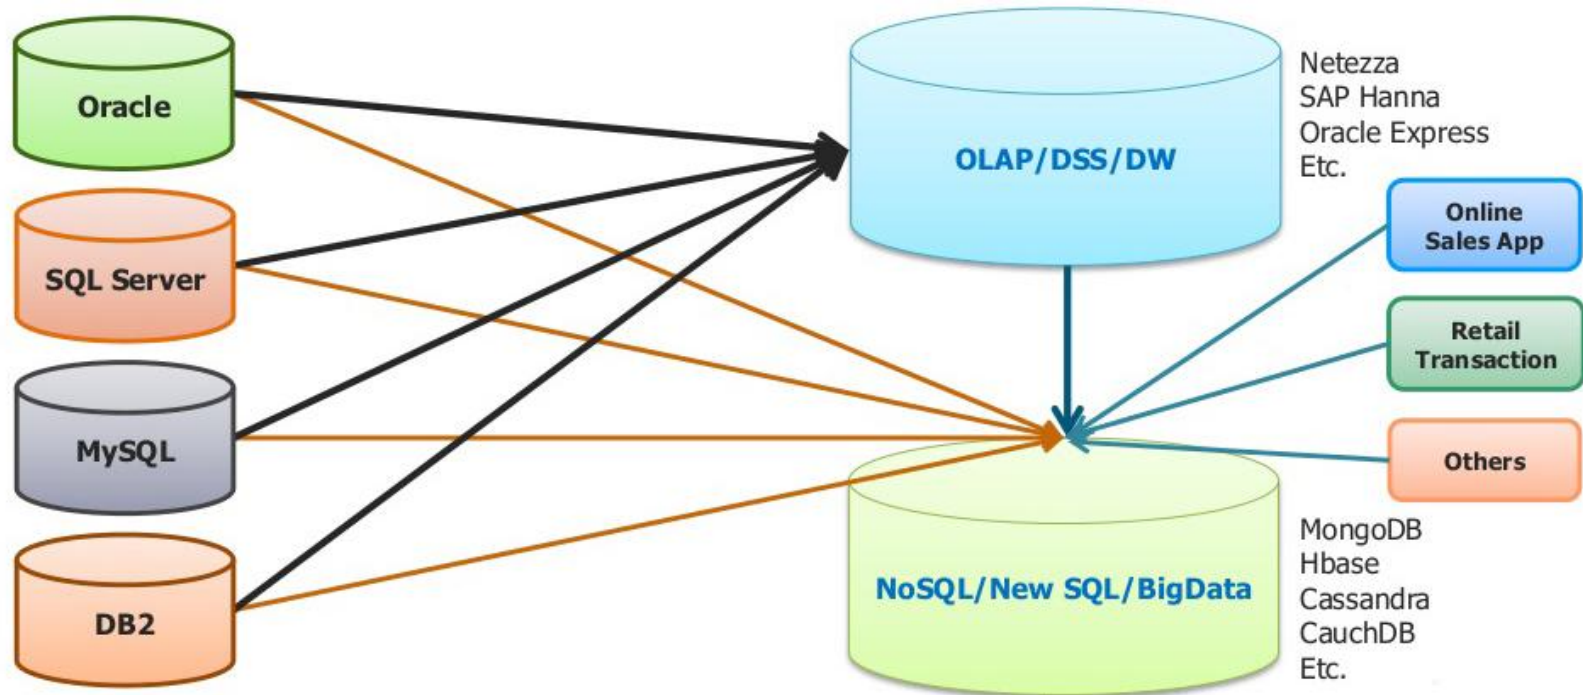 Oracle
SQL Server
MySQL
DB2
OLAP/DSS/DW
Netezza
SAP Hanna
Oracle Express
Etc.
Online
Sales App
Retail
Transaction
Others
NoSQL/New SQL/BigData
MongoDB
Hbase
Cassandra
CauchDB
Etc.